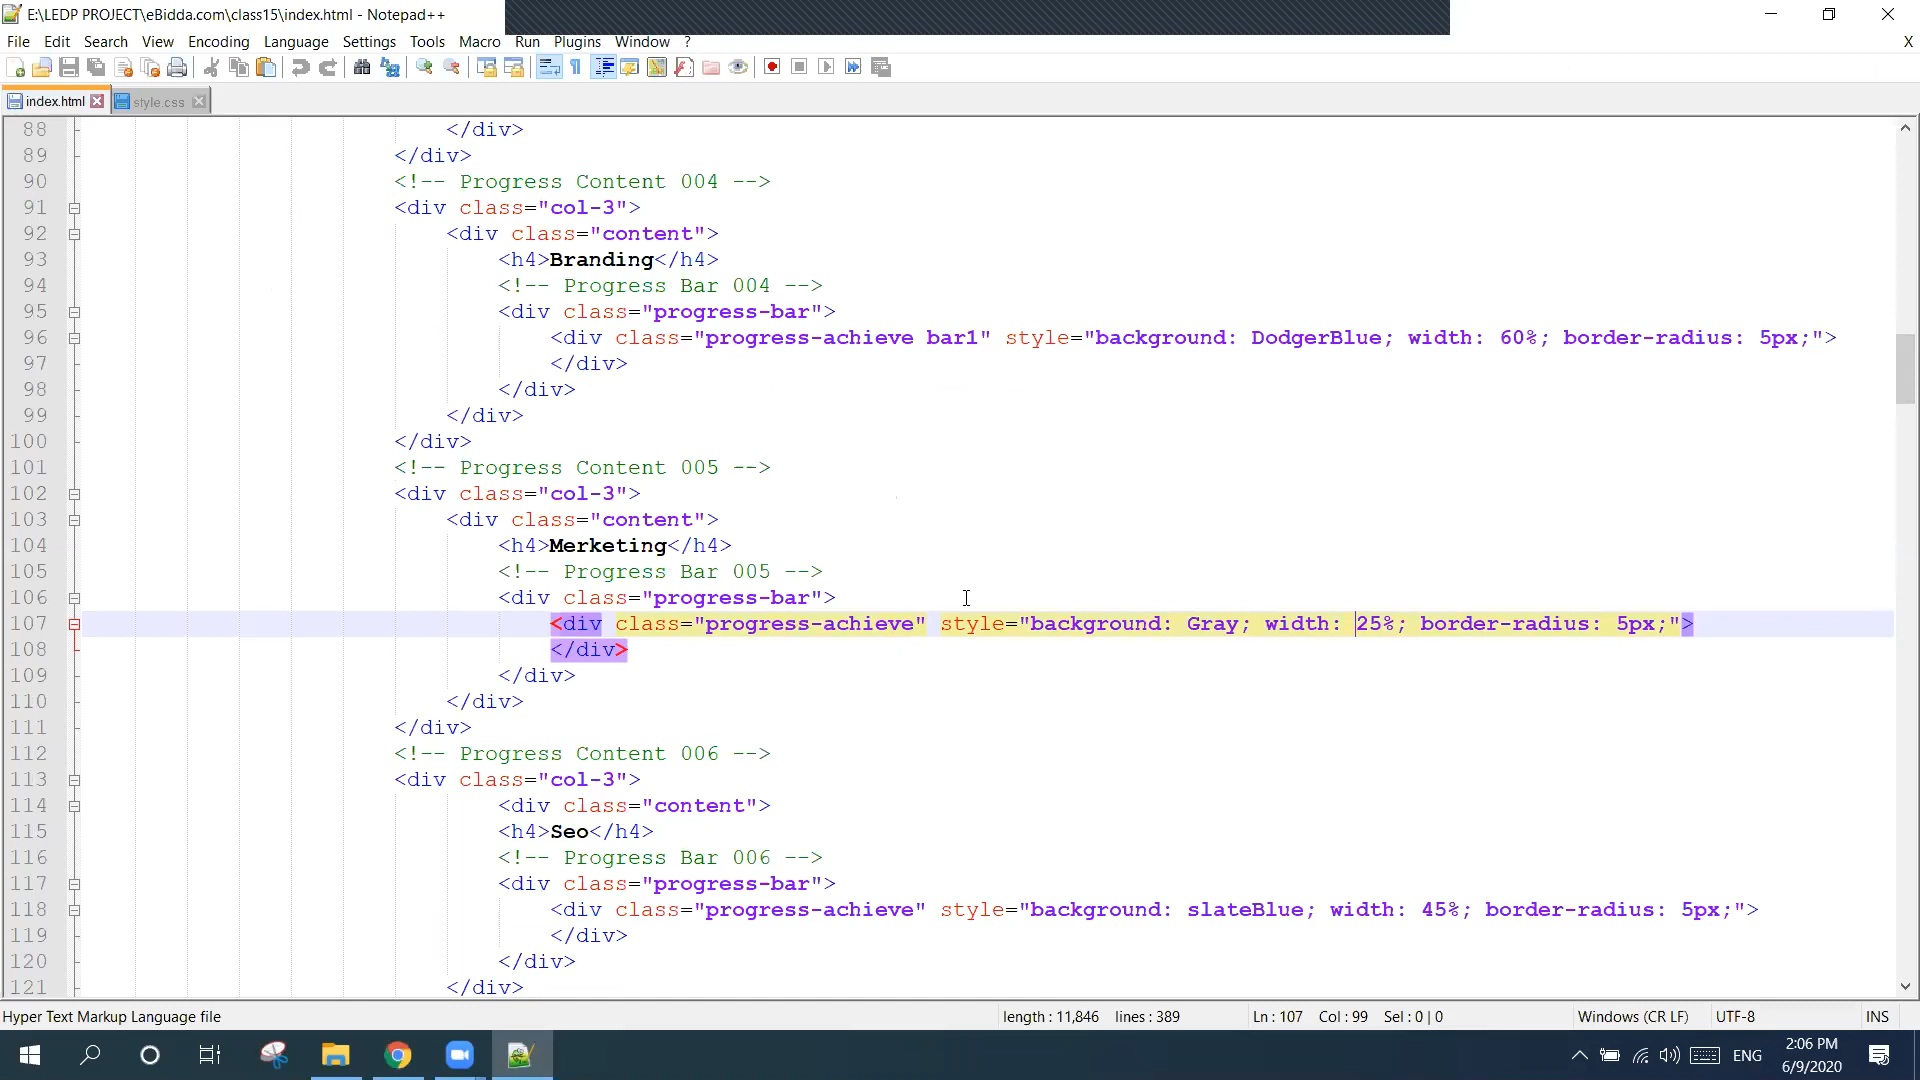 E:\LEDP PROJECT\eBidda.com\class15\index.html - Notepad++
File Edit Search View Encoding Language Settings Tools Macro Run Plugins Window ?
X
index.html style.css
88 </div>
89 </div>
90 <!-- Progress Content 004 -->
91 <div class="col-3">
92 <div class="content">
93 <h4>Branding</h4>
94 <!-- Progress Bar 004 -->
95 <div class="progress-bar">
96 <div class="progress-achieve bar1" style="background: DodgerBlue; width: 60%; border-radius: 5px;">
97 </div>
98 </div>
99 </div>
100 </div>
101 <!-- Progress Content 005 -->
102 <div class="col-3">
103 <div class="content">
104 <h4>Merketing</h4>
105 <!-- Progress Bar 005 -->
106 <div class="progress-bar">
107 <div class="progress-achieve" style="background: Gray; width: 25%; border-radius: 5px;">
108 </div>
109 </div>
110 </div>
111 </div>
112 <!-- Progress Content 006 -->
113 <div class="col-3">
114 <div class="content">
115 <h4>Seo</h4>
116 <!-- Progress Bar 006 -->
117 <div class="progress-bar">
118 <div class="progress-achieve" style="background: slateBlue; width: 45%; border-radius: 5px;">
119 </div>
120 </div>
121 </div>
Hyper Text Markup Language file length : 11,846 lines : 389 Ln : 107 Col : 99 Sel : 0 | 0 Windows (CR LF) UTF-8 INS
ENG
2:06 PM
6/9/2020